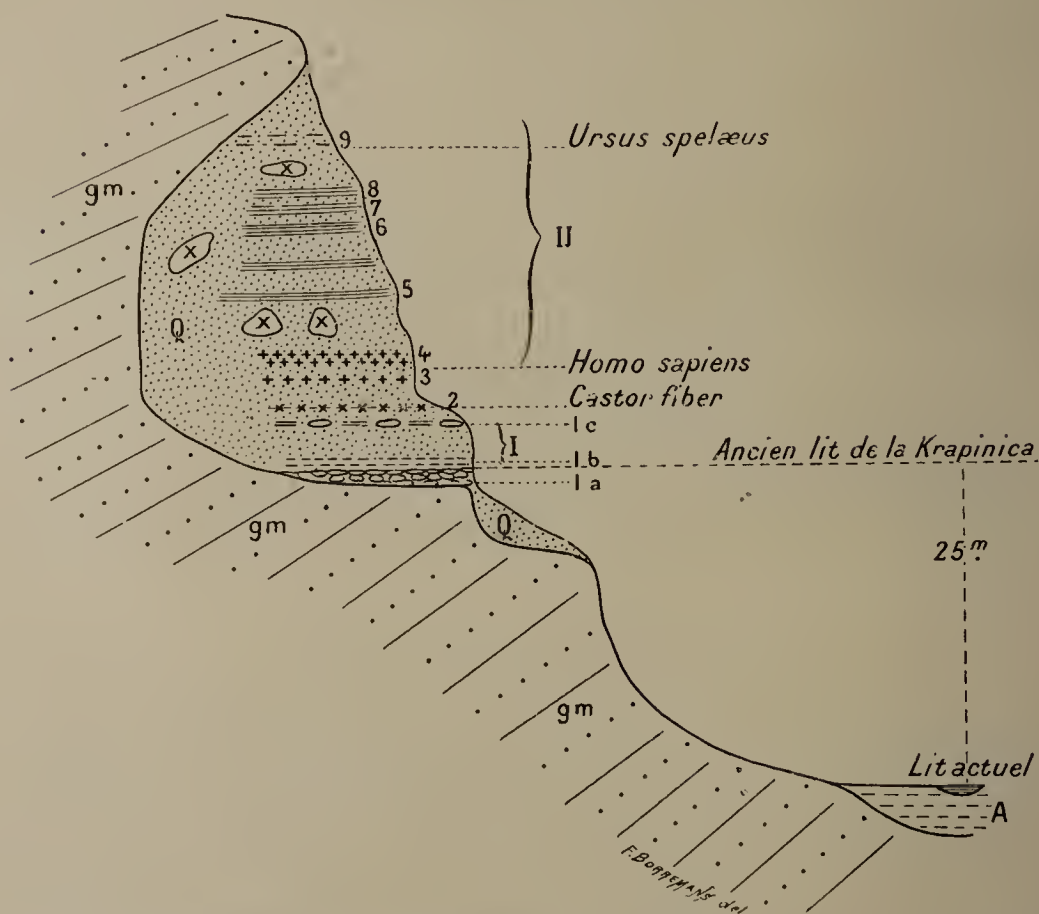 Ursus spelæus
9
x
gm.
8
7
6
II
x
5
Q
x x
4
Homo sapiens
3
Castor fiber
2
I c
I
Ancien lit de la Krapinica
I b
I a
gm
Q
25m
gm
Lit actuel
A
F. BORREMANS del